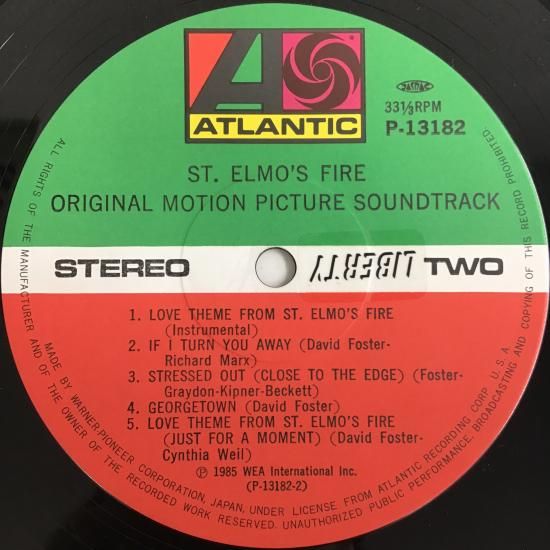 ATLANTIC
JASRAC
33⅓RPM
P-13182
ST. ELMO'S FIRE
ORIGINAL MOTION PICTURE SOUNDTRACK
STEREO
LIBERTY
TWO
1. LOVE THEME FROM ST. ELMO'S FIRE
(Instrumental)
2. IF I TURN YOU AWAY (David Foster-
Richard Marx)
3. STRESSED OUT (CLOSE TO THE EDGE) (Foster-
Graydon-Kipner-Beckett)
4. GEORGETOWN (David Foster)
5. LOVE THEME FROM ST. ELMO'S FIRE
(JUST FOR A MOMENT) (David Foster-
Cynthia Weil)
Ⓟ 1985 WEA International Inc.
(P-13182-2)
ALL RIGHTS OF THE MANUFACTURER AND OF THE OWNER OF THE RECORDED WORK RESERVED. UNAUTHORIZED PUBLIC PERFORMANCE, BROADCASTING AND COPYING OF THIS RECORD PROHIBITED.
MADE BY WARNER-PIONEER CORPORATION, JAPAN, UNDER LICENSE FROM ATLANTIC RECORDING CORP. U.S.A.